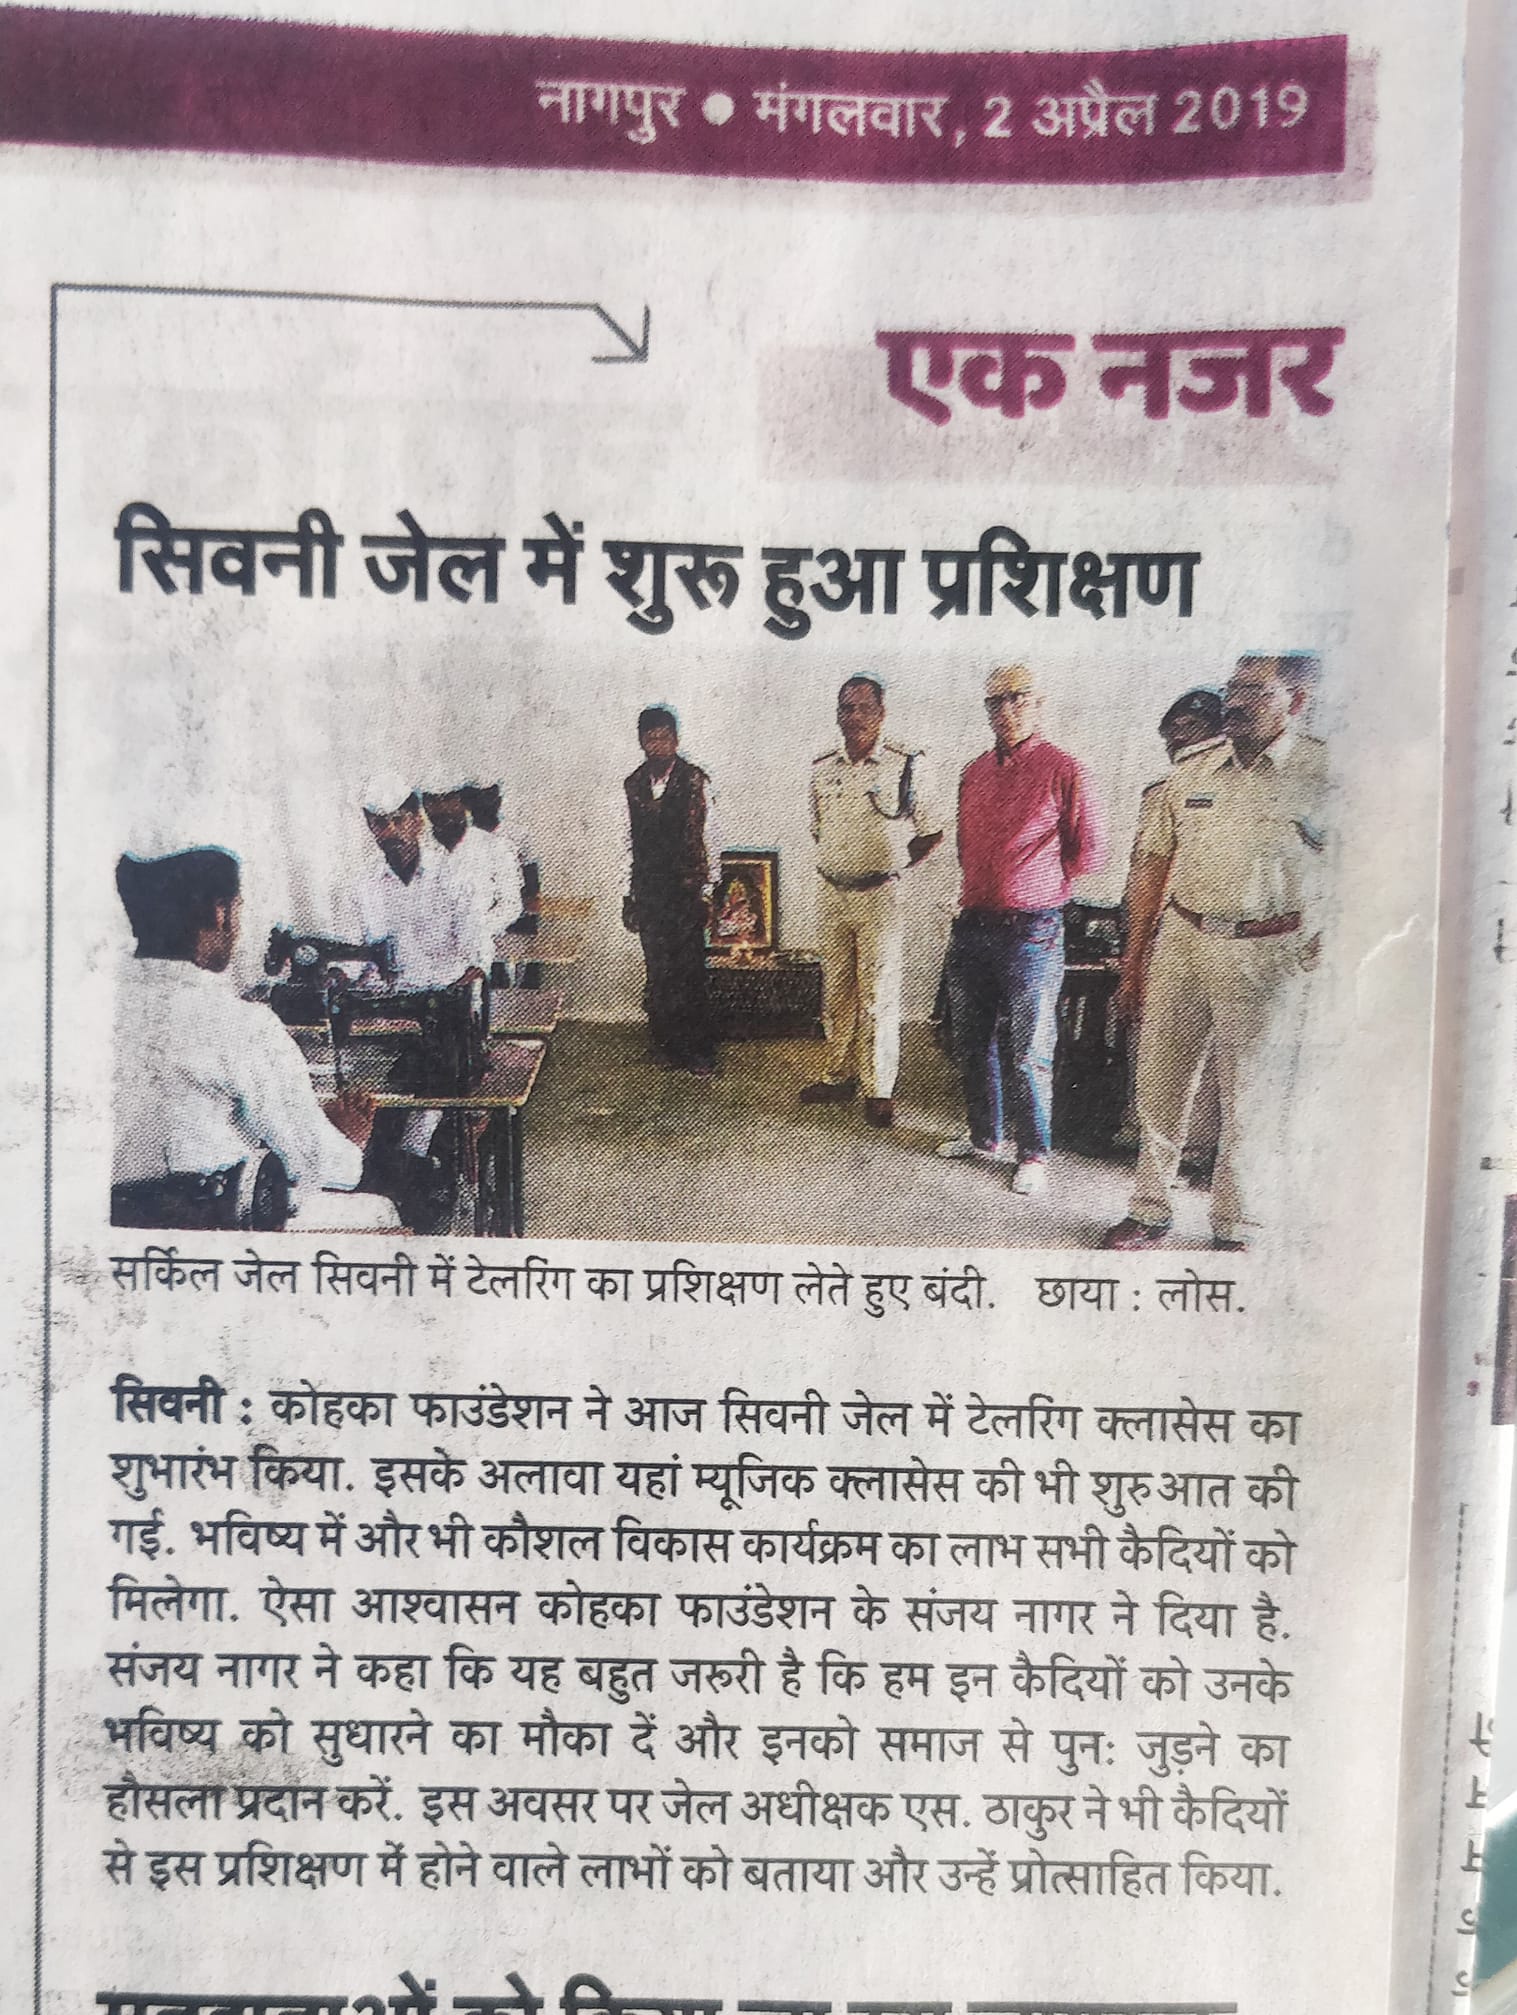 नागपुर ● मंगलवार, 2 अप्रैल 2019
एक नजर
सिवनी जेल में शुरू हुआ प्रशिक्षण
सर्किल जेल सिवनी में टेलरिंग का प्रशिक्षण लेते हुए बंदी. छाया : लोस.
सिवनी : कोहका फाउंडेशन ने आज सिवनी जेल में टेलरिंग क्लासेस का
शुभारंभ किया. इसके अलावा यहां म्यूजिक क्लासेस की भी शुरुआत की
गई. भविष्य में और भी कौशल विकास कार्यक्रम का लाभ सभी कैदियों को
मिलेगा. ऐसा आश्वासन कोहका फाउंडेशन के संजय नागर ने दिया है.
संजय नागर ने कहा कि यह बहुत जरूरी है कि हम इन कैदियों को उनके
भविष्य को सुधारने का मौका दें और इनको समाज से पुन: जुड़ने का
हौसला प्रदान करें. इस अवसर पर जेल अधीक्षक एस. ठाकुर ने भी कैदियों
से इस प्रशिक्षण में होने वाले लाभों को बताया और उन्हें प्रोत्साहित किया.